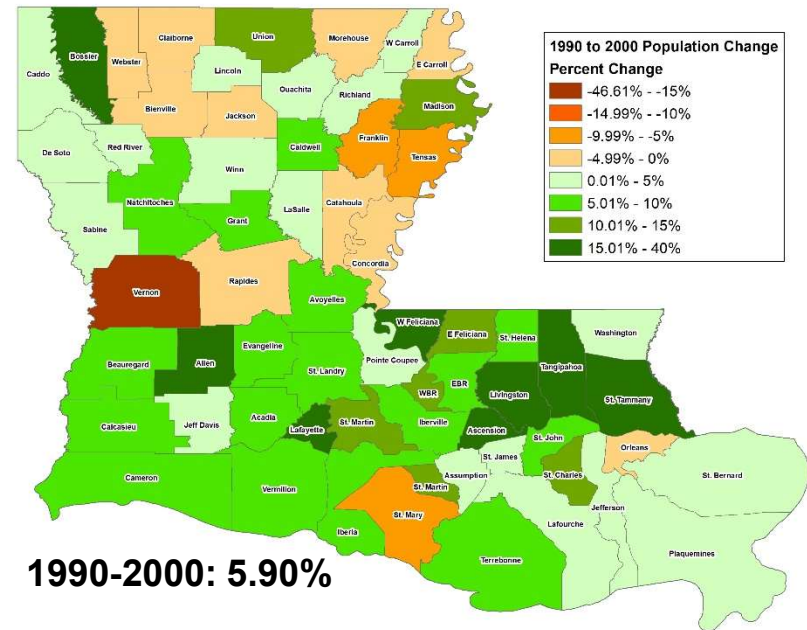 Union
Claiborne
Morehouse
W Carroll
Bossier
Webster
E Carroll
Caddo
Lincoln
Ouachita
Richland
Madison
Bienville
Jackson
Franklin
Caldwell
De Soto
Red River
Tensas
Winn
Natchitoches
Catahoula
LaSalle
Grant
Sabine
Concordia
Vernon
Rapides
Avoyelles
W Feliciana
E Feliciana
St. Helena
Washington
Evangeline
Pointe Coupee
Tangipahoa
Beauregard
Allen
St. Landry
EBR
WBR
Livingston
St. Tammany
Calcasieu
Jeff Davis
Acadia
Lafayette
St. Martin
Iberville
Ascension
St. John
Orleans
St. James
Assumption
St. Charles
St. Bernard
Cameron
Vermilion
St. Martin
Jefferson
St. Mary
Lafourche
Iberia
Terrebonne
Plaquemines
1990 to 2000 Population Change
Percent Change
-46.61% - -15%
-14.99% - -10%
-9.99% - -5%
-4.99% - 0%
0.01% - 5%
5.01% - 10%
10.01% - 15%
15.01% - 40%
1990-2000: 5.90%